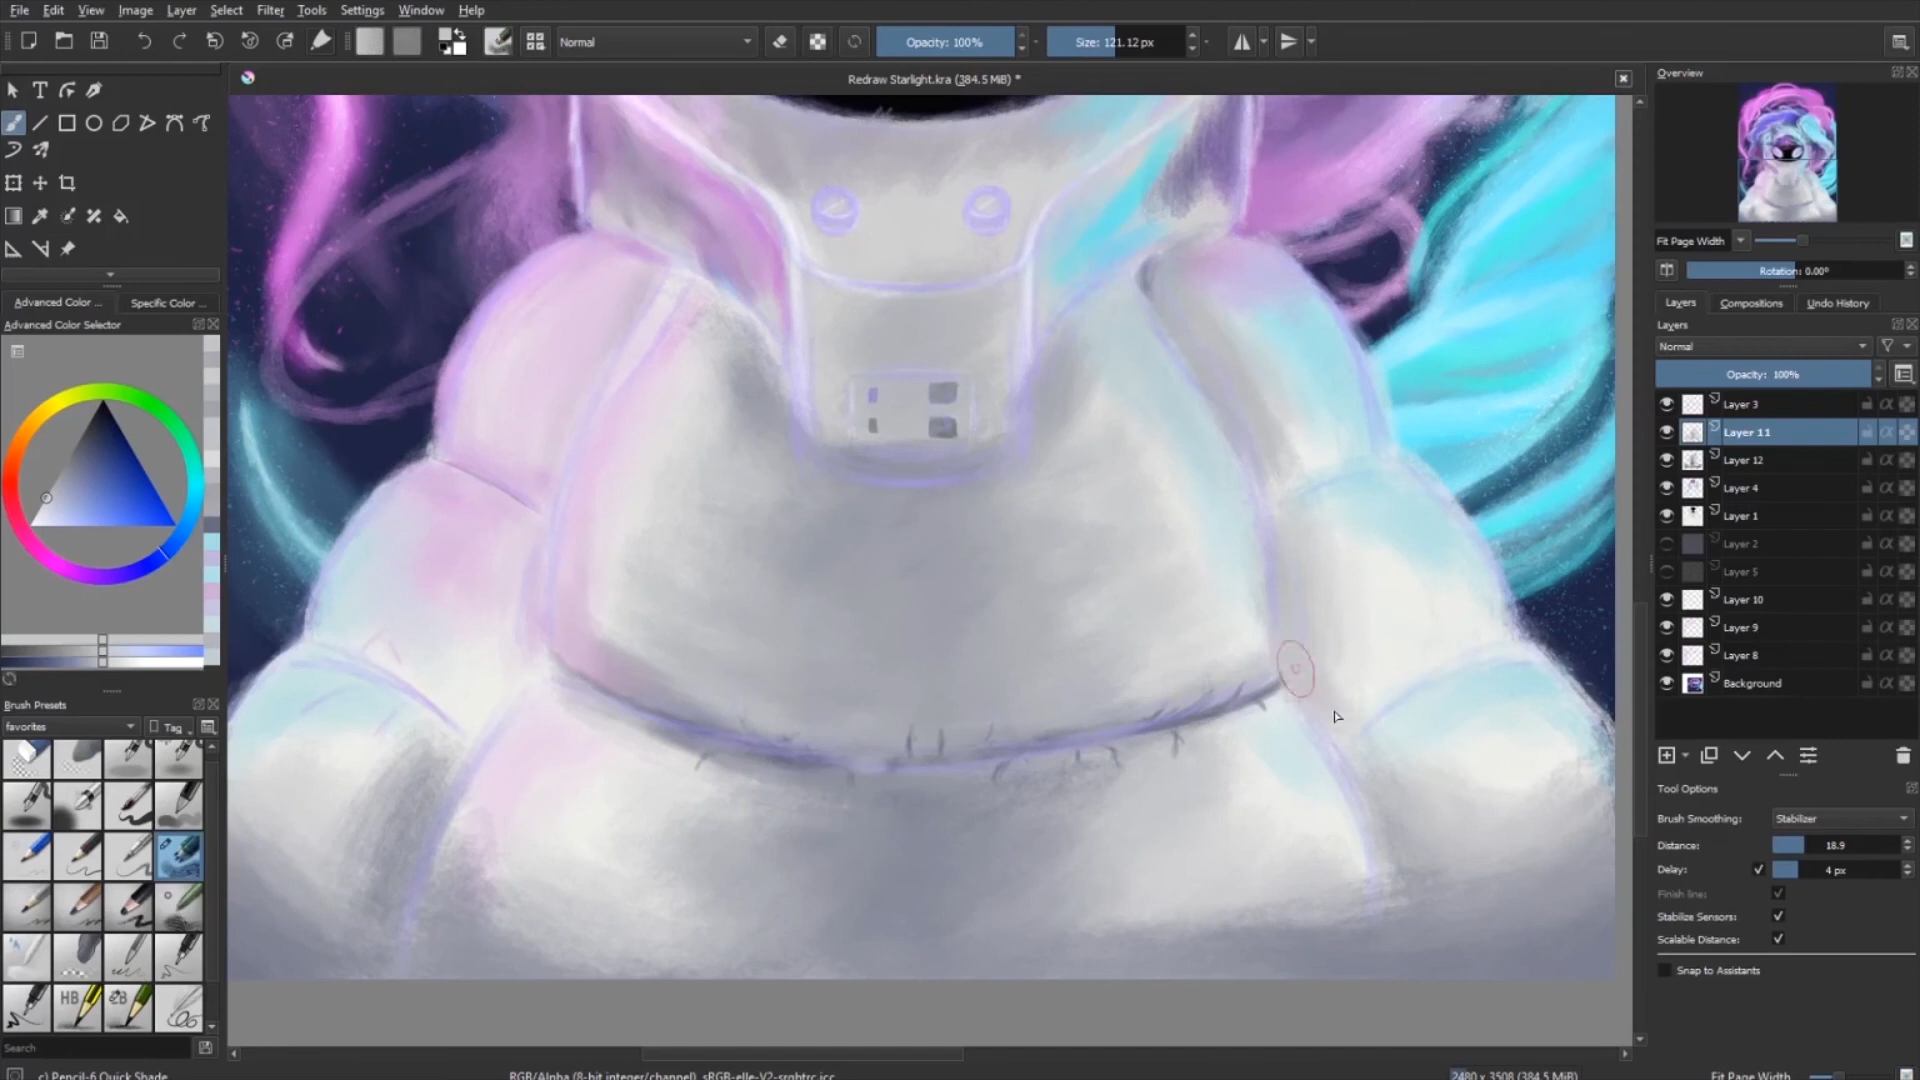 File Edit View Image Layer Select Filter Tools Settings Window Help
Normal
Opacity: 100%
Size: 121.12 px
Redraw Starlight.kra (384.5 MiB) *
Overview
Fit Page Width
Rotation: 0.00°
Advanced Color ... Specific Color ...
Advanced Color Selector
Layers Compositions Undo History
Layers
Normal
Opacity: 100%
Layer 3
Layer 11
Layer 12
Layer 4
Layer 1
Layer 2
Layer 5
Layer 10
Layer 9
Layer 8
Background
Brush Presets
favorites
Tag
HB
2B
Search
Tool Options
Brush Smoothing: Stabilizer
Distance: 18.9
Delay: 4 px
Finish line:
Stabilize Sensors:
Scalable Distance:
Snap to Assistants
c) Pencil-6 Quick Shade
RGB/Alpha (8-bit integer/channel) sRGB-elle-V2-srgbtrc.icc
2480 x 3508 (384.5 MiB)
Fit Page Width